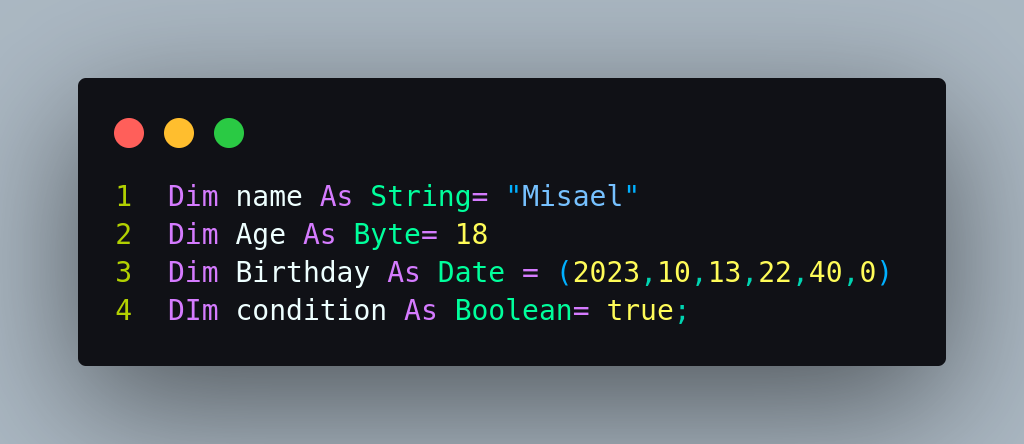 1 Dim name As String= "Misael"
2 Dim Age As Byte= 18
3 Dim Birthday As Date = (2023,10,13,22,40,0)
4 DIm condition As Boolean= true;